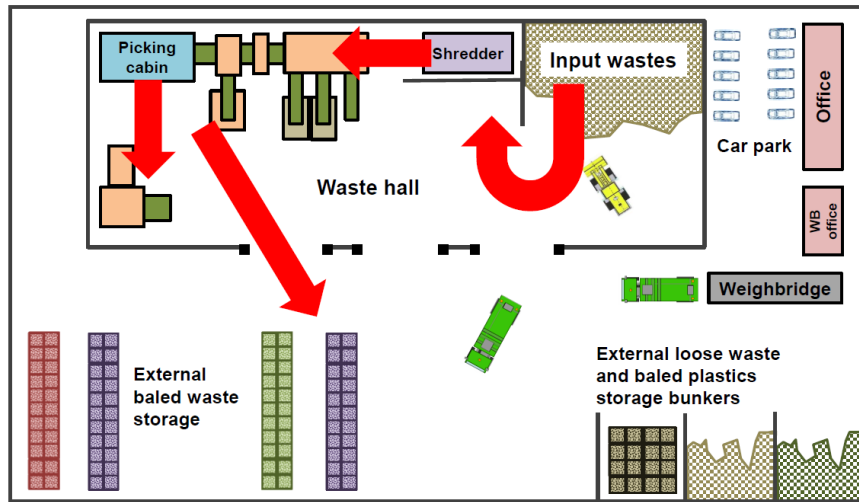 Picking
cabin
Shredder
Input wastes
Office
Car park
Waste hall
WB
office
Weighbridge
External
baled waste
storage
External loose waste
and baled plastics
storage bunkers